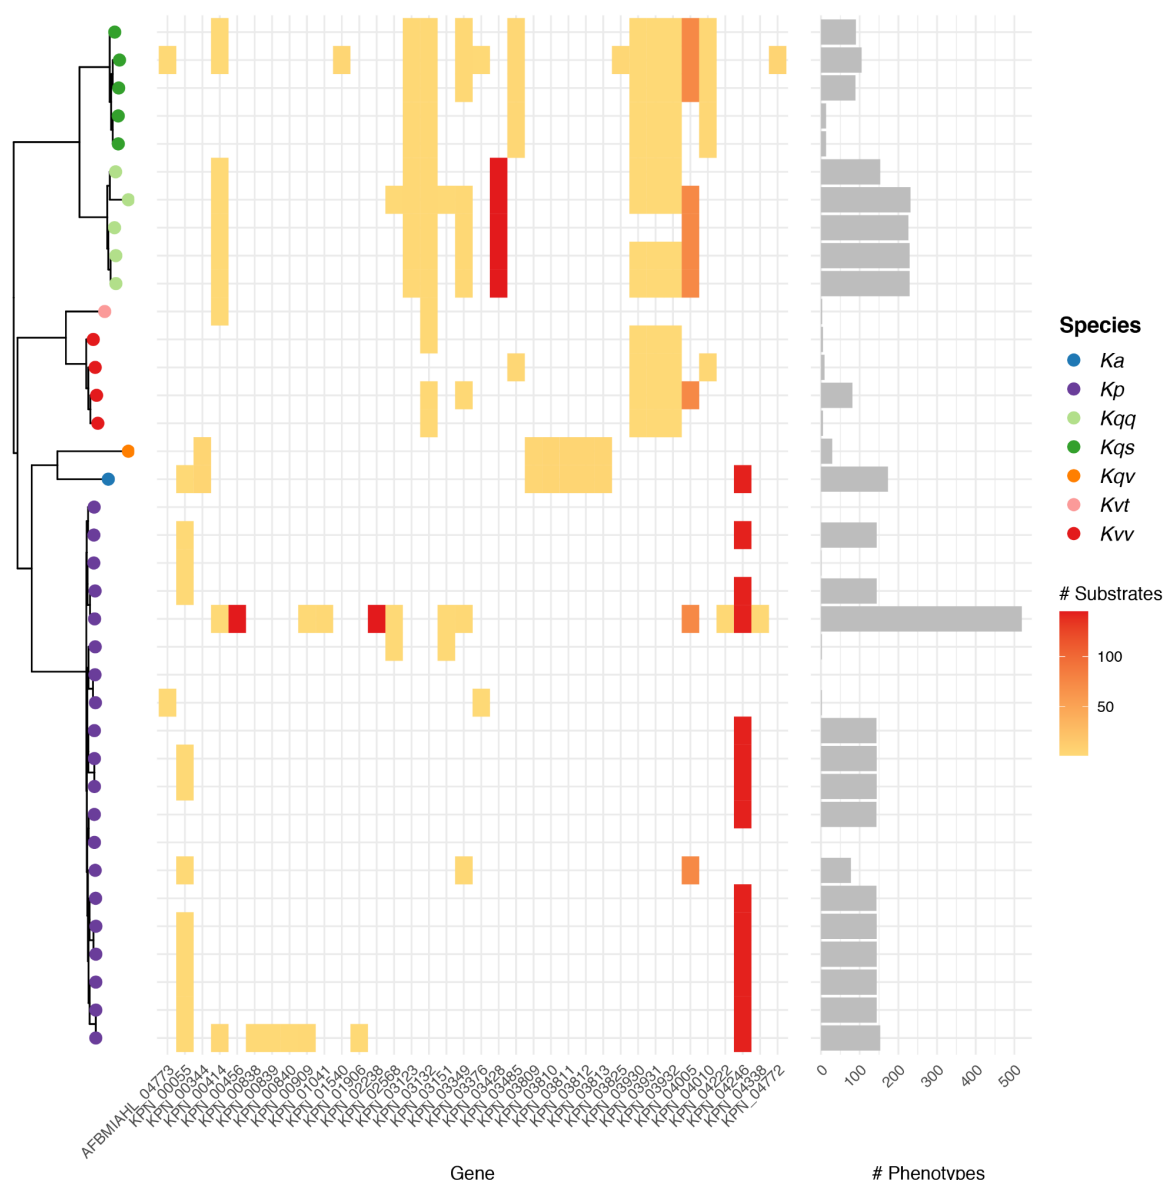 Species
Ka
Kp
Kqq
Kqs
Kqv
Kvt
Kvv
# Substrates
100
50
AFBMIAHL_04773
KPN_00055
KPN_00344
KPN_00414
KPN_00456
KPN_00838
KPN_00839
KPN_00840
KPN_00909
KPN_01041
KPN_01540
KPN_01906
KPN_02238
KPN_02568
KPN_03123
KPN_03132
KPN_03151
KPN_03349
KPN_03376
KPN_03428
KPN_03485
KPN_03809
KPN_03810
KPN_03811
KPN_03812
KPN_03813
KPN_03825
KPN_03930
KPN_03931
KPN_03932
KPN_04005
KPN_04010
KPN_04222
KPN_04246
KPN_04338
KPN_04772
0
100
200
300
400
500
Gene
# Phenotypes